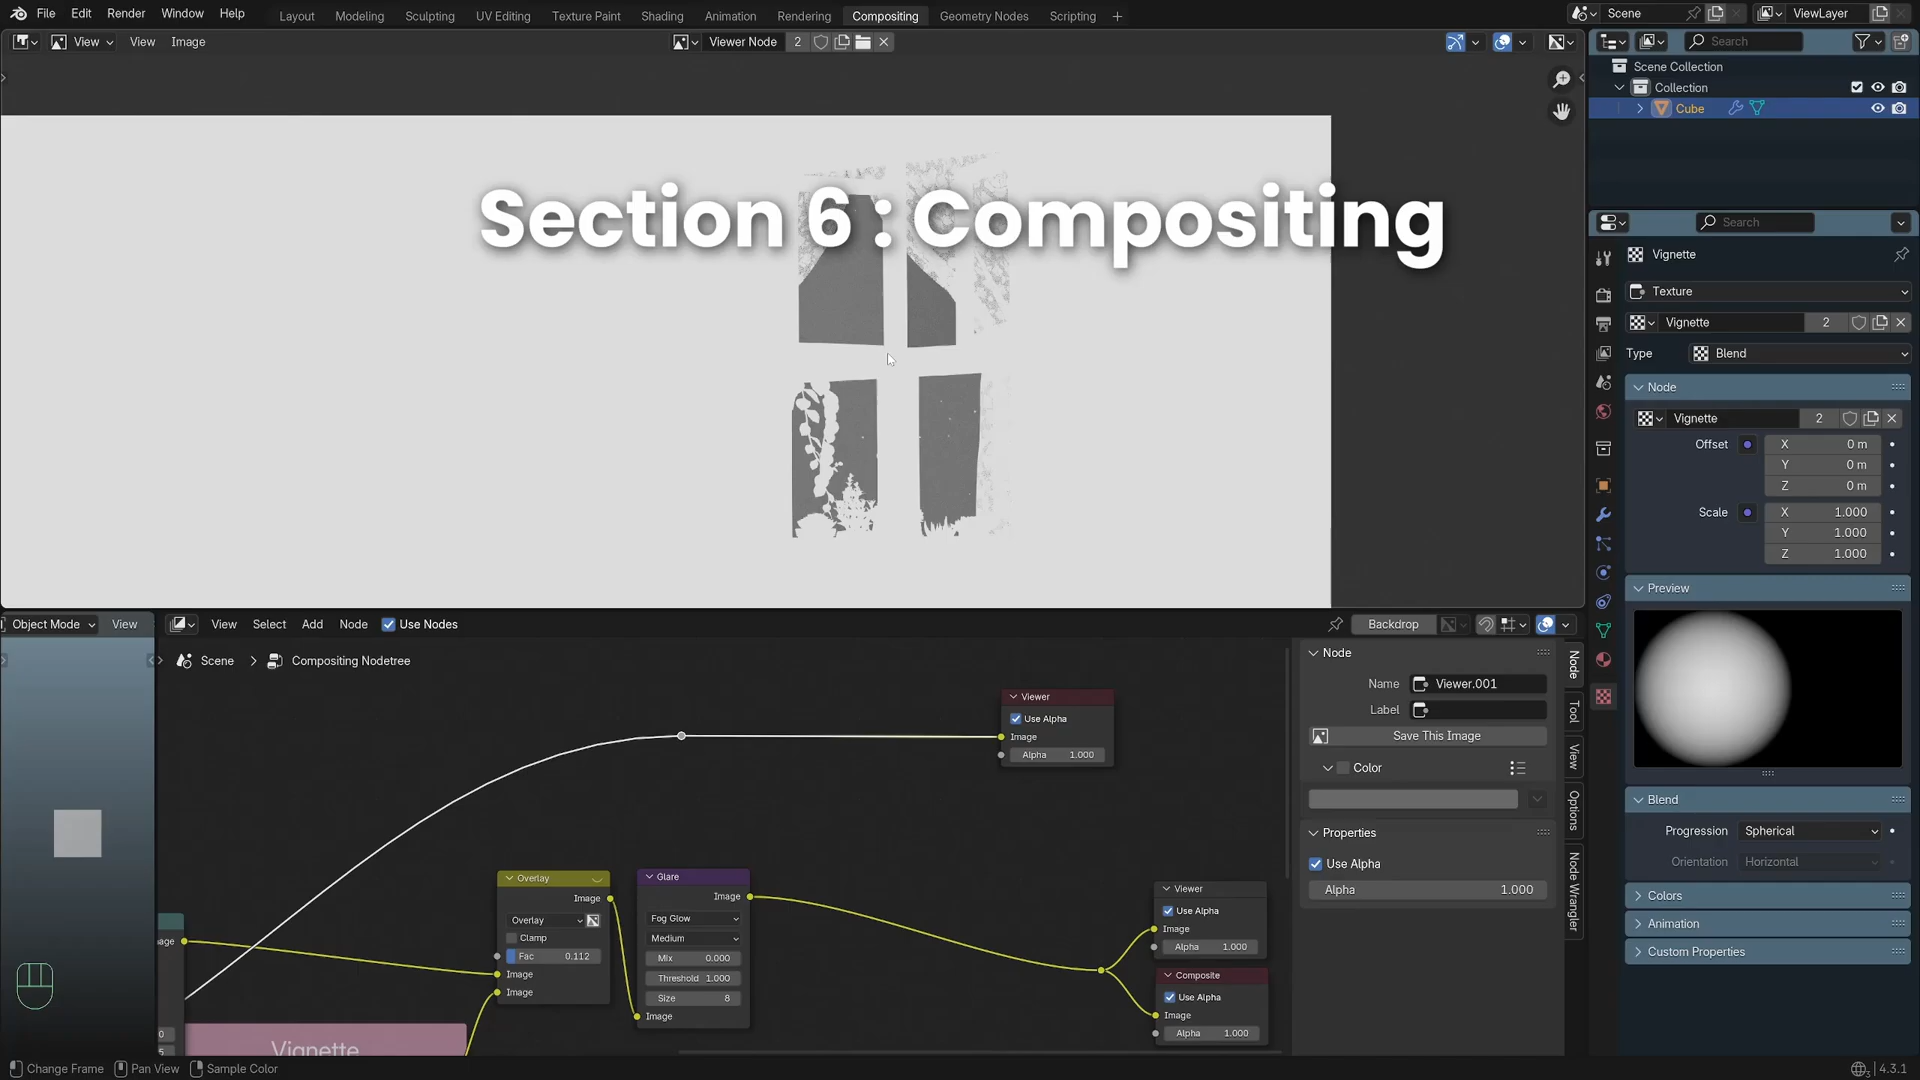 File Edit Render Window Help Layout Modeling Sculpting UV Editing Texture Paint Shading Animation Rendering Compositing Geometry Nodes Scripting + Scene ViewLayer
View View Image Viewer Node 2
Search
Scene Collection
Collection
Cube
Section 6 : Compositing
Search
Vignette
Texture
Vignette 2
Type Blend
Node
Vignette 2
Offset X 0 m
Y 0 m
Z 0 m
Scale X 1.000
Y 1.000
Z 1.000
Preview
Blend
Progression Spherical
Orientation Horizontal
Colors
Animation
Custom Properties
Object Mode View
View Select Add Node Use Nodes Backdrop
Scene > Compositing Nodetree
Viewer
Use Alpha
Image
Alpha 1.000
Overlay
Image
Overlay
Clamp
Fac 0.112
Image
Image
Glare
Image
Fog Glow
Medium
Mix 0.000
Threshold 1.000
Size 8
Image
Viewer
Use Alpha
Image
Alpha 1.000
Composite
Use Alpha
Image
Alpha 1.000
Vignette
Node
Name Viewer.001
Label
Save This Image
Color
Properties
Use Alpha
Alpha 1.000
Node
Tool
View
Options
Node Wrangler
Change Frame Pan View Sample Color 4.3.1